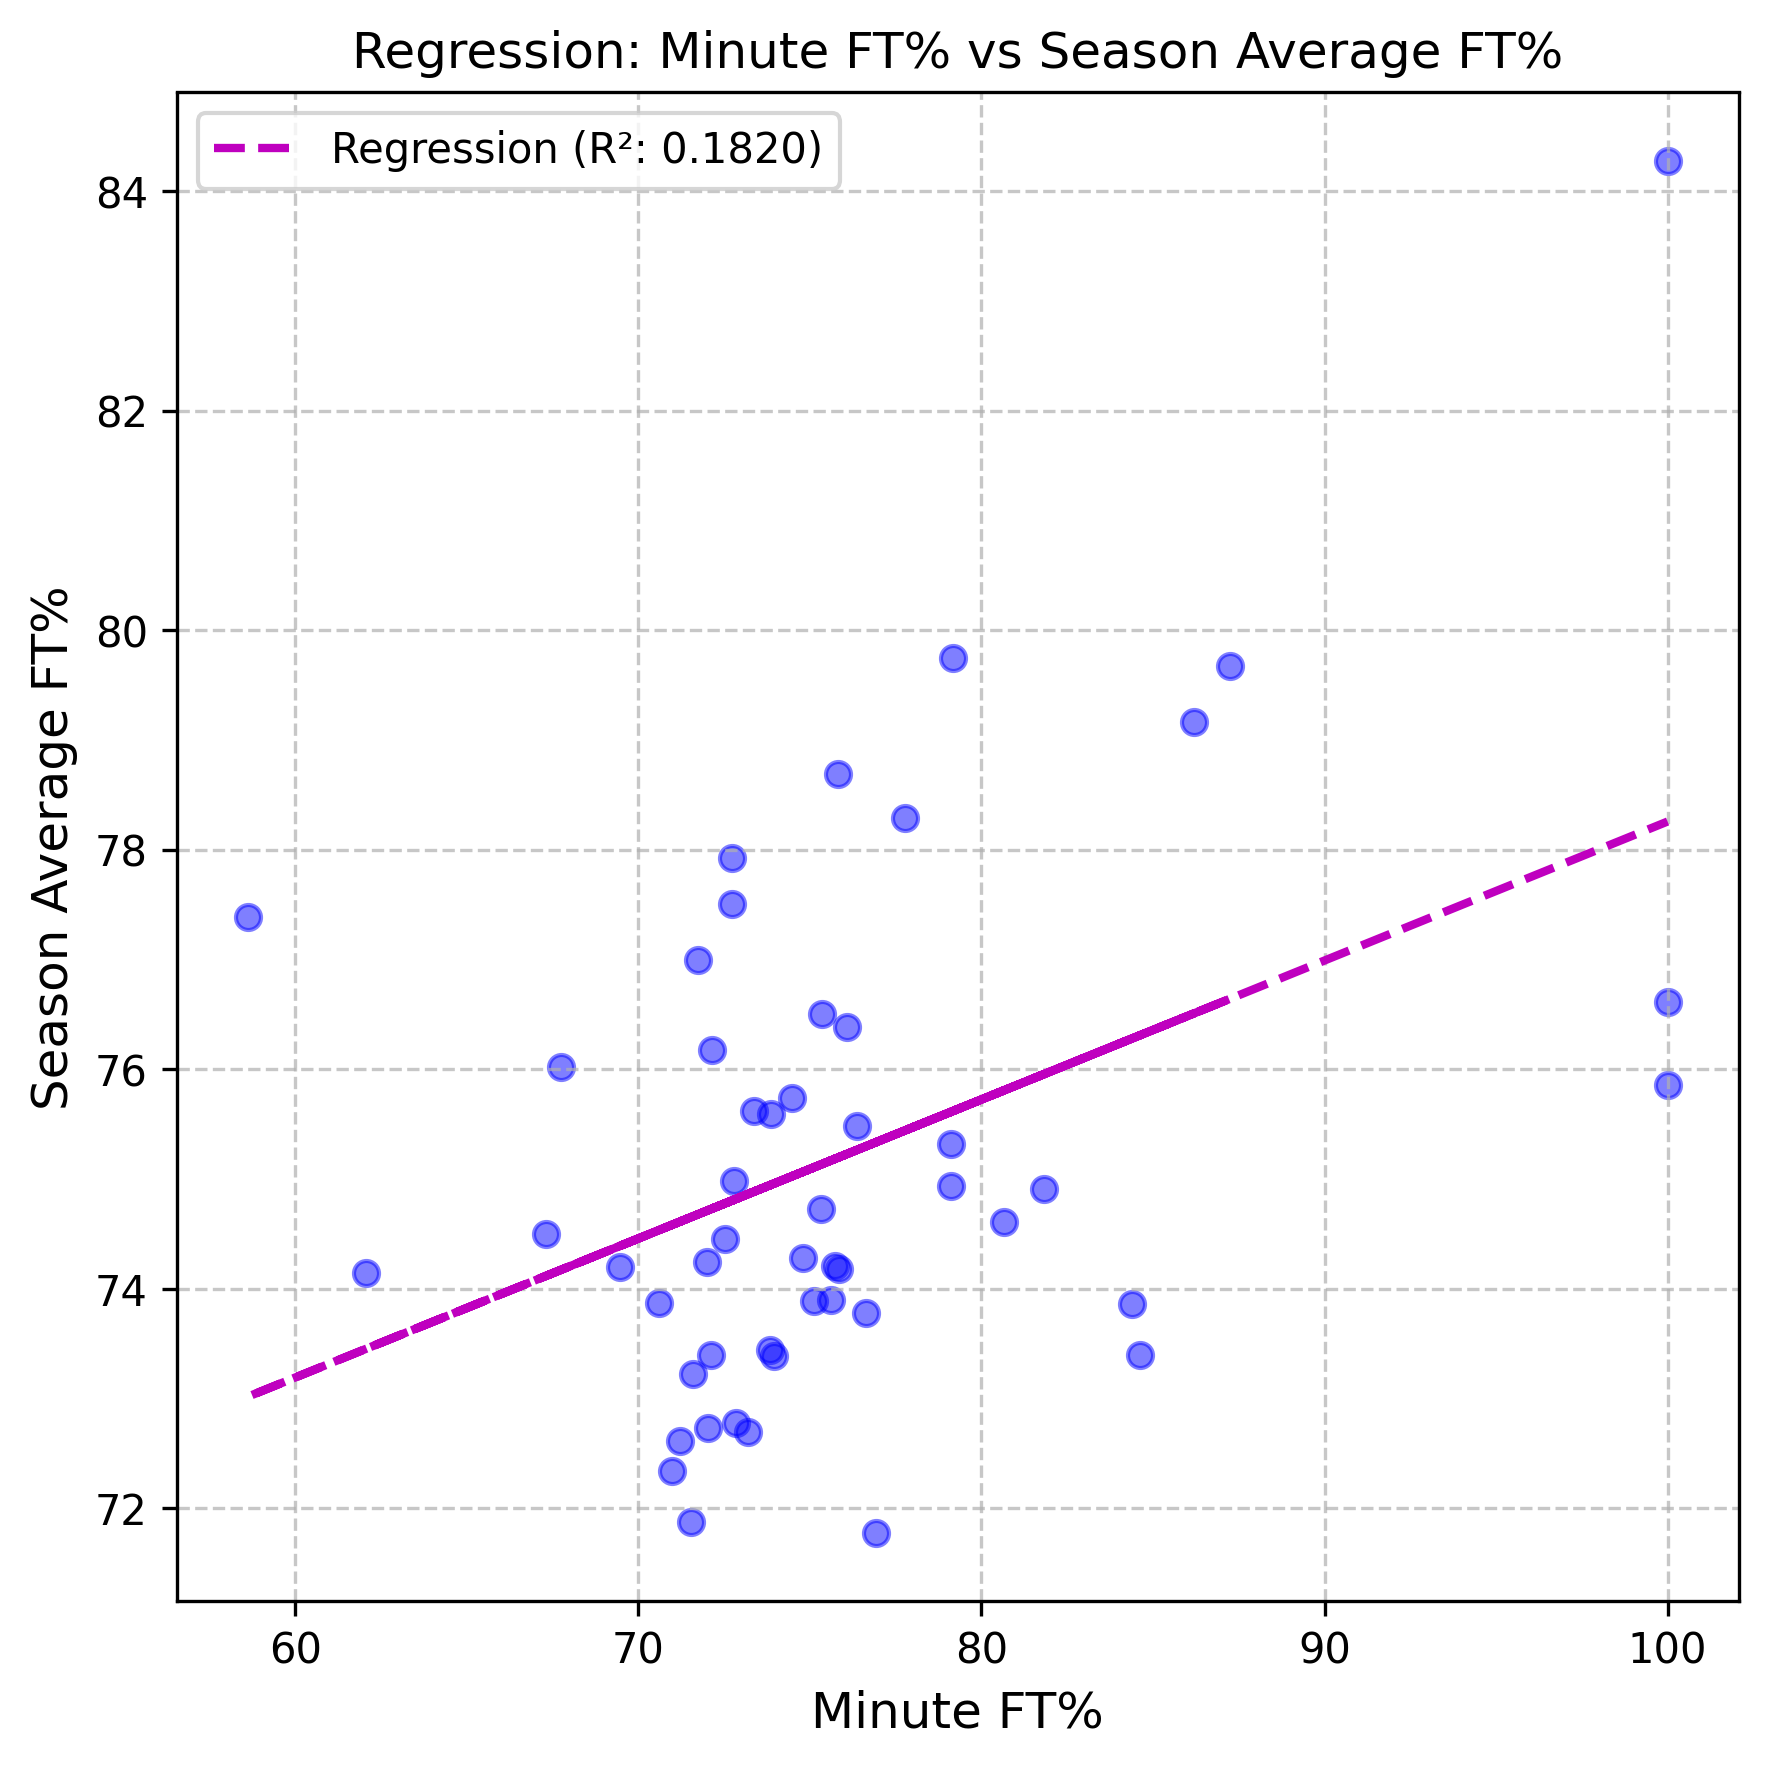 Regression: Minute FT% vs Season Average FT%
Regression (R²: 0.1820)
84
82
80
78
76
74
72
Season Average FT%
60 70 80 90 100
Minute FT%